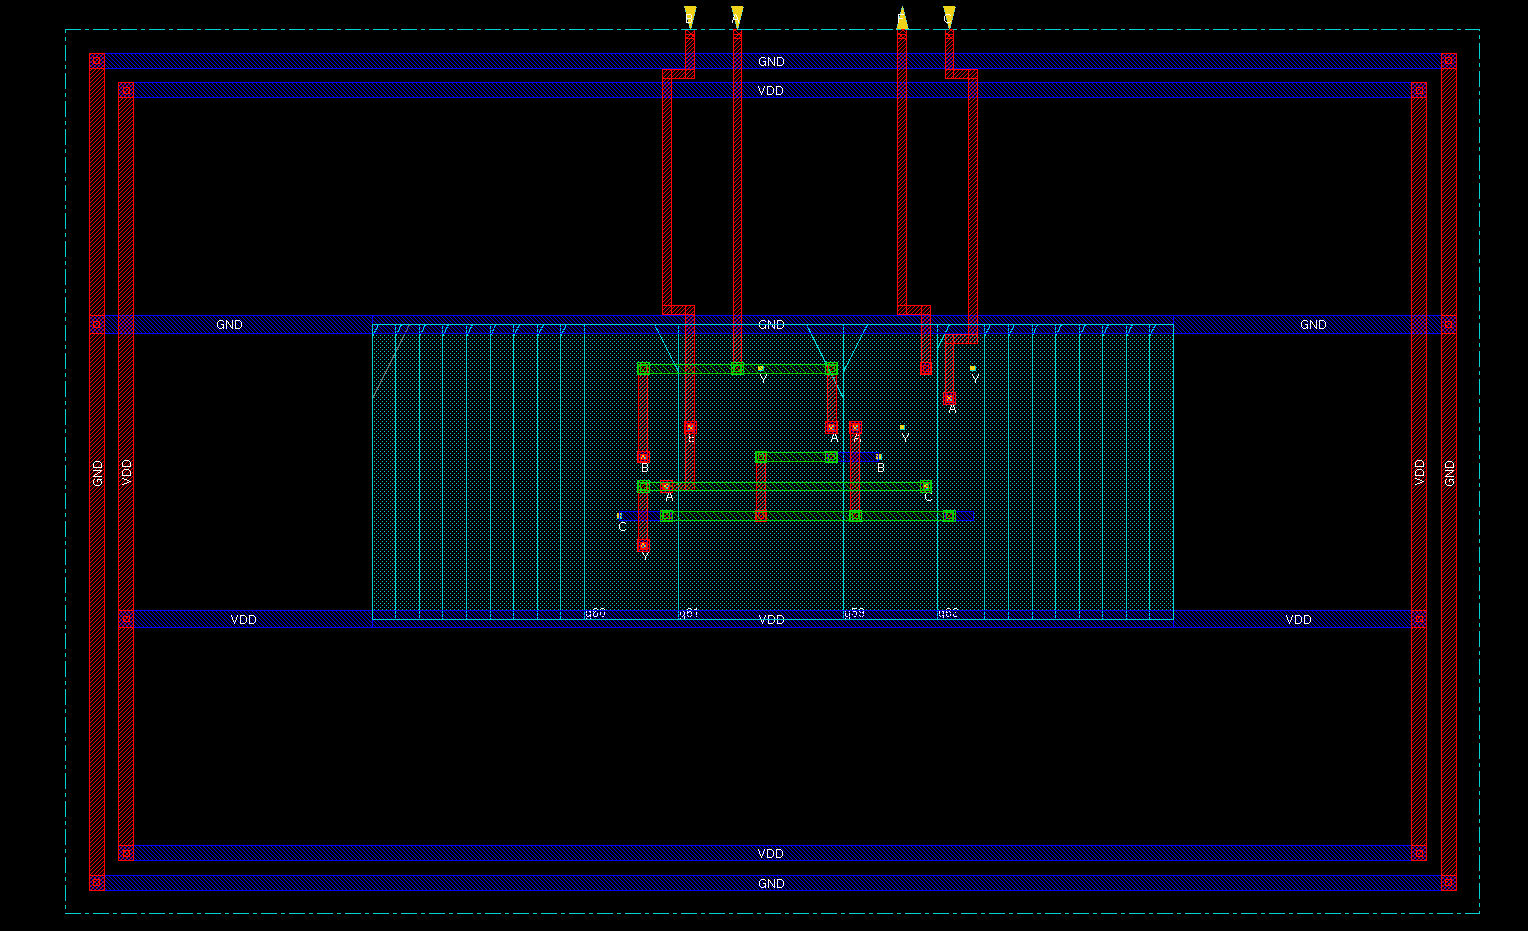 B A F C
GND
VDD
GND GND GND
Y Y
A
B A A Y
B B
A C
C
Y
GND VDD VDD GND
g60 g61 g59 g62
VDD VDD VDD
VDD
GND